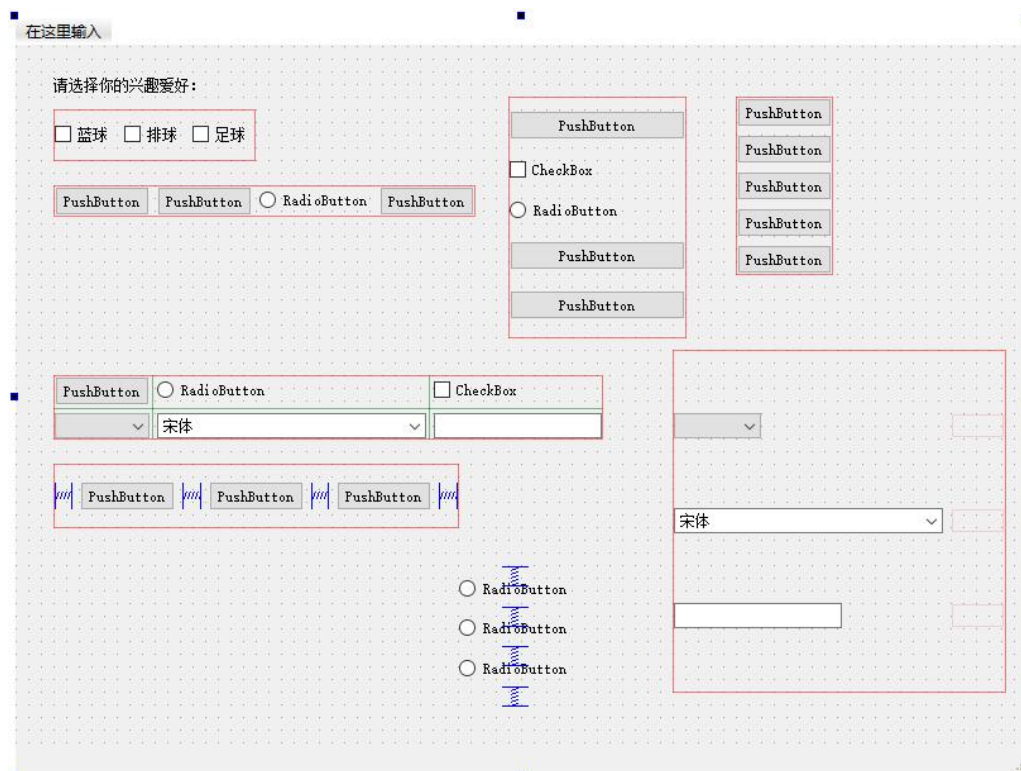 在这里输入
请选择你的兴趣爱好：
蓝球 排球 足球
PushButton PushButton RadioButton PushButton
PushButton
CheckBox
RadioButton
PushButton
PushButton
PushButton
PushButton
PushButton
PushButton
PushButton
PushButton RadioButton CheckBox
宋体
PushButton PushButton PushButton
RadioButton
RadioButton
RadioButton
宋体